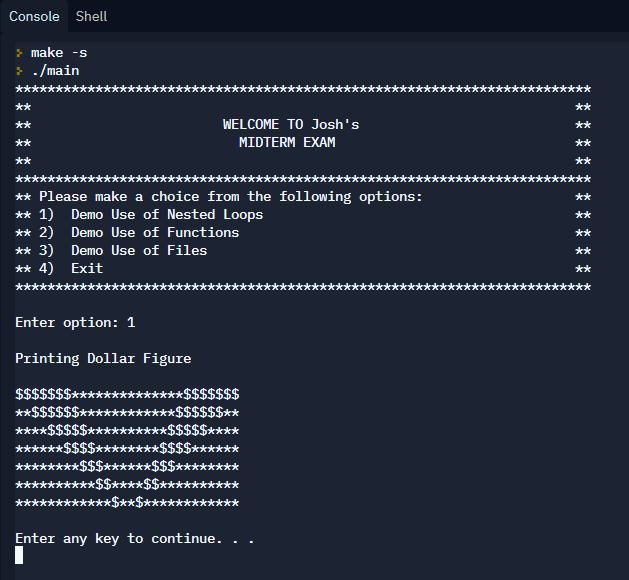 Console Shell
make -s
./main
************************************************************************
**                                                                    **
**                        WELCOME TO Josh's                           **
**                          MIDTERM EXAM                              **
**                                                                    **
************************************************************************
** Please make a choice from the following options:                   **
** 1)  Demo Use of Nested Loops                                       **
** 2)  Demo Use of Functions                                          **
** 3)  Demo Use of Files                                              **
** 4)  Exit                                                           **
************************************************************************
Enter option: 1
Printing Dollar Figure
$$$$$$$**************$$$$$$$
**$$$$$$************$$$$$$**
****$$$$$**********$$$$$****
******$$$$********$$$$******
********$$$******$$$********
**********$$****$$**********
************$**$************
Enter any key to continue. . .